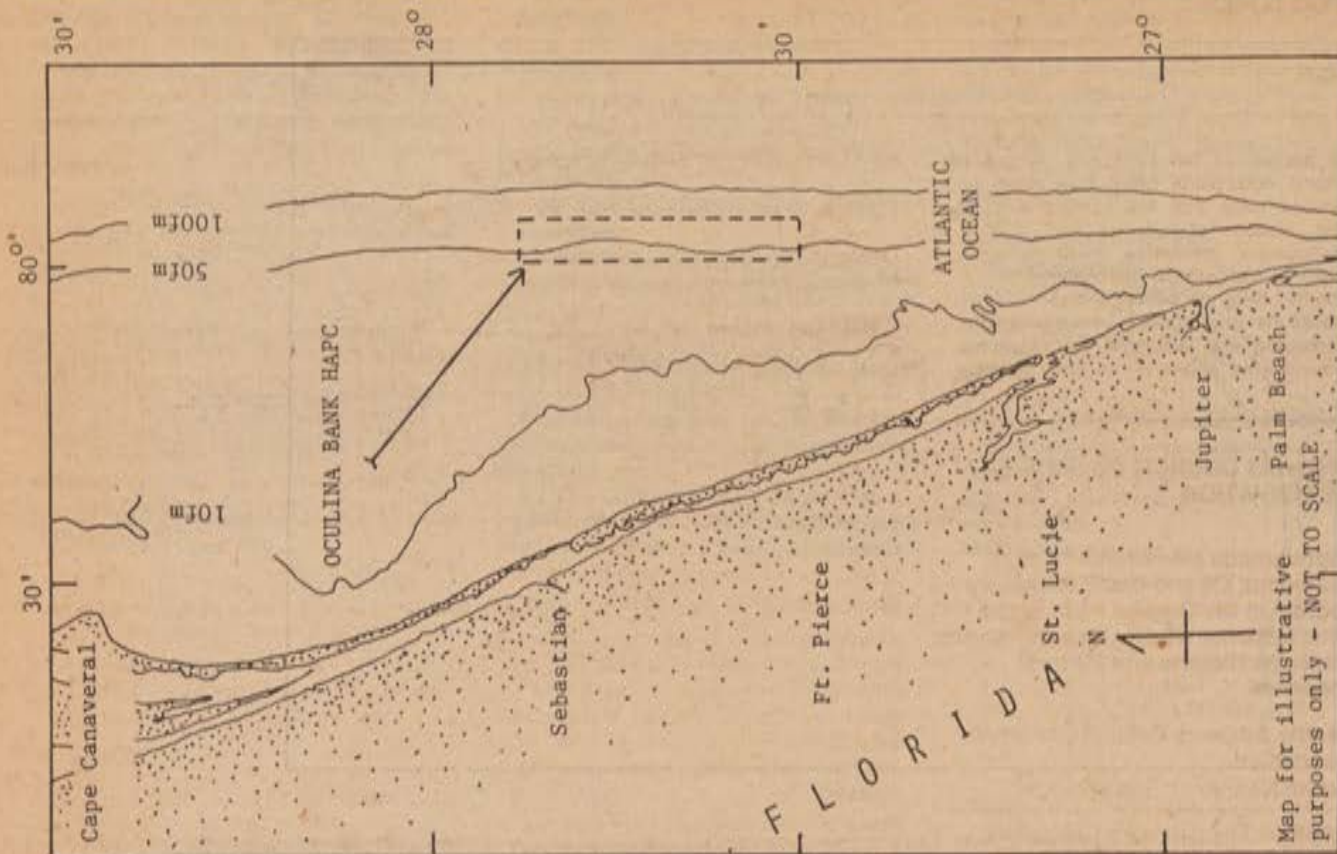 30'
80°
30'
28°
30'
27°
100fm
50fm
10fm
Cape Canaveral
OCULINA BANK HAPC
Sebastian
Ft. Pierce
St. Lucie
Jupiter
Palm Beach
ATLANTIC
OCEAN
FLORIDA
N
Map for illustrative
purposes only - NOT TO SCALE